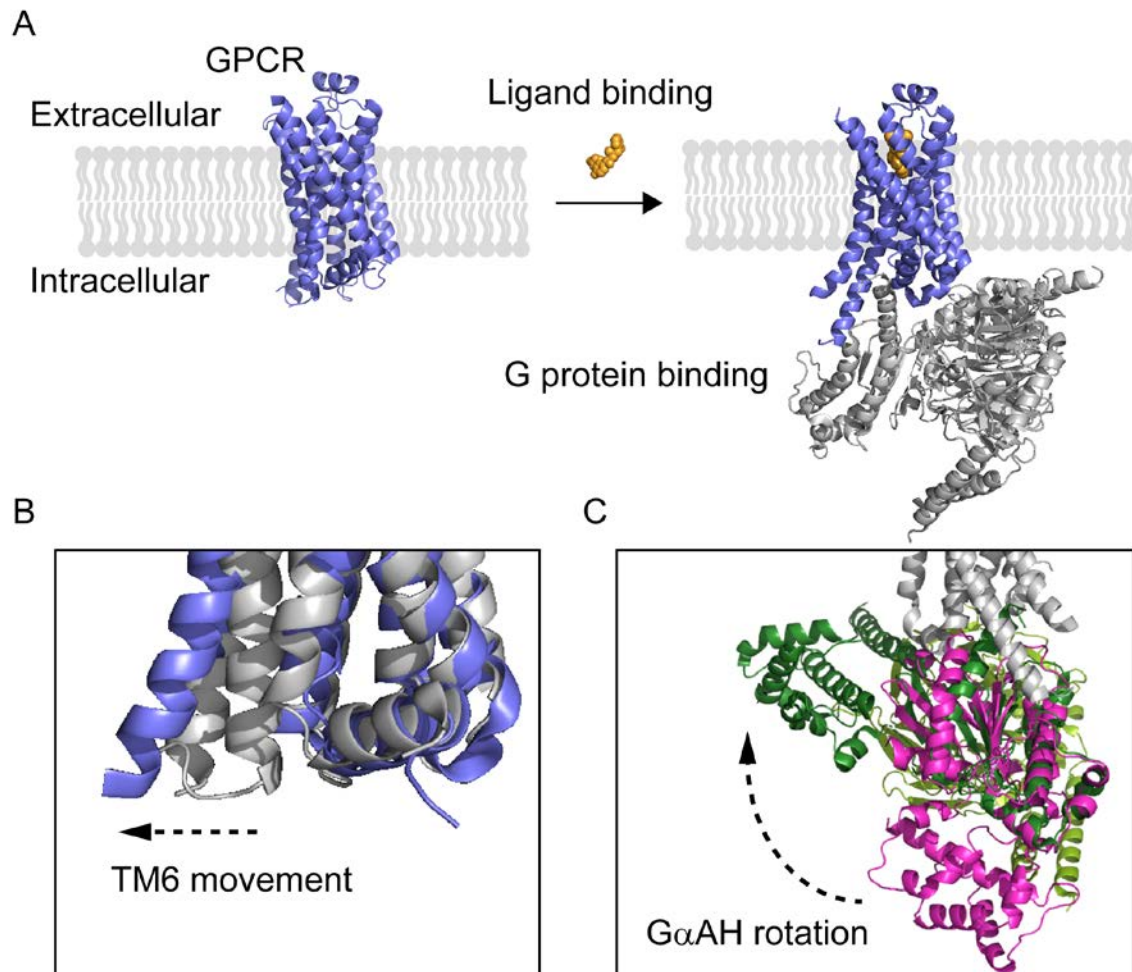 A
GPCR
Extracellular
Ligand binding
Intracellular
G protein binding
B
TM6 movement
C
GαAH rotation